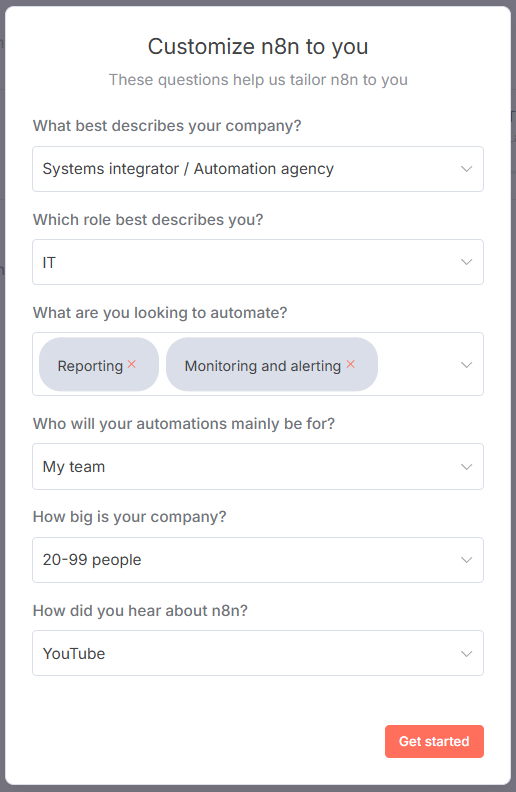 Customize n8n to you
These questions help us tailor n8n to you
What best describes your company?
Systems integrator / Automation agency
Which role best describes you?
IT
What are you looking to automate?
Reporting × Monitoring and alerting ×
Who will your automations mainly be for?
My team
How big is your company?
20-99 people
How did you hear about n8n?
YouTube
Get started